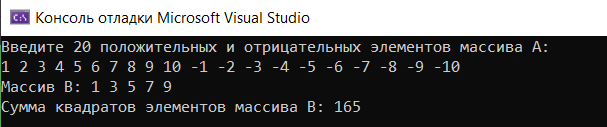 Консоль отладки Microsoft Visual Studio
Введите 20 положительных и отрицательных элементов массива А:
1 2 3 4 5 6 7 8 9 10 -1 -2 -3 -4 -5 -6 -7 -8 -9 -10
Массив В: 1 3 5 7 9
Сумма квадратов элементов массива В: 165